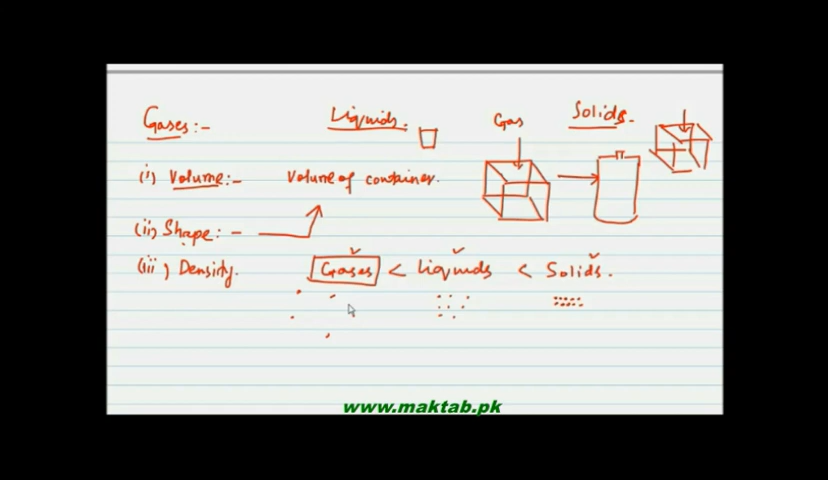 Gases:- Liquids. Gas Solids.
(i) Volume:- Volume of container.
(ii) Shape:-
(iii) Density. Gases < Liquids < Solids.
www.maktab.pk